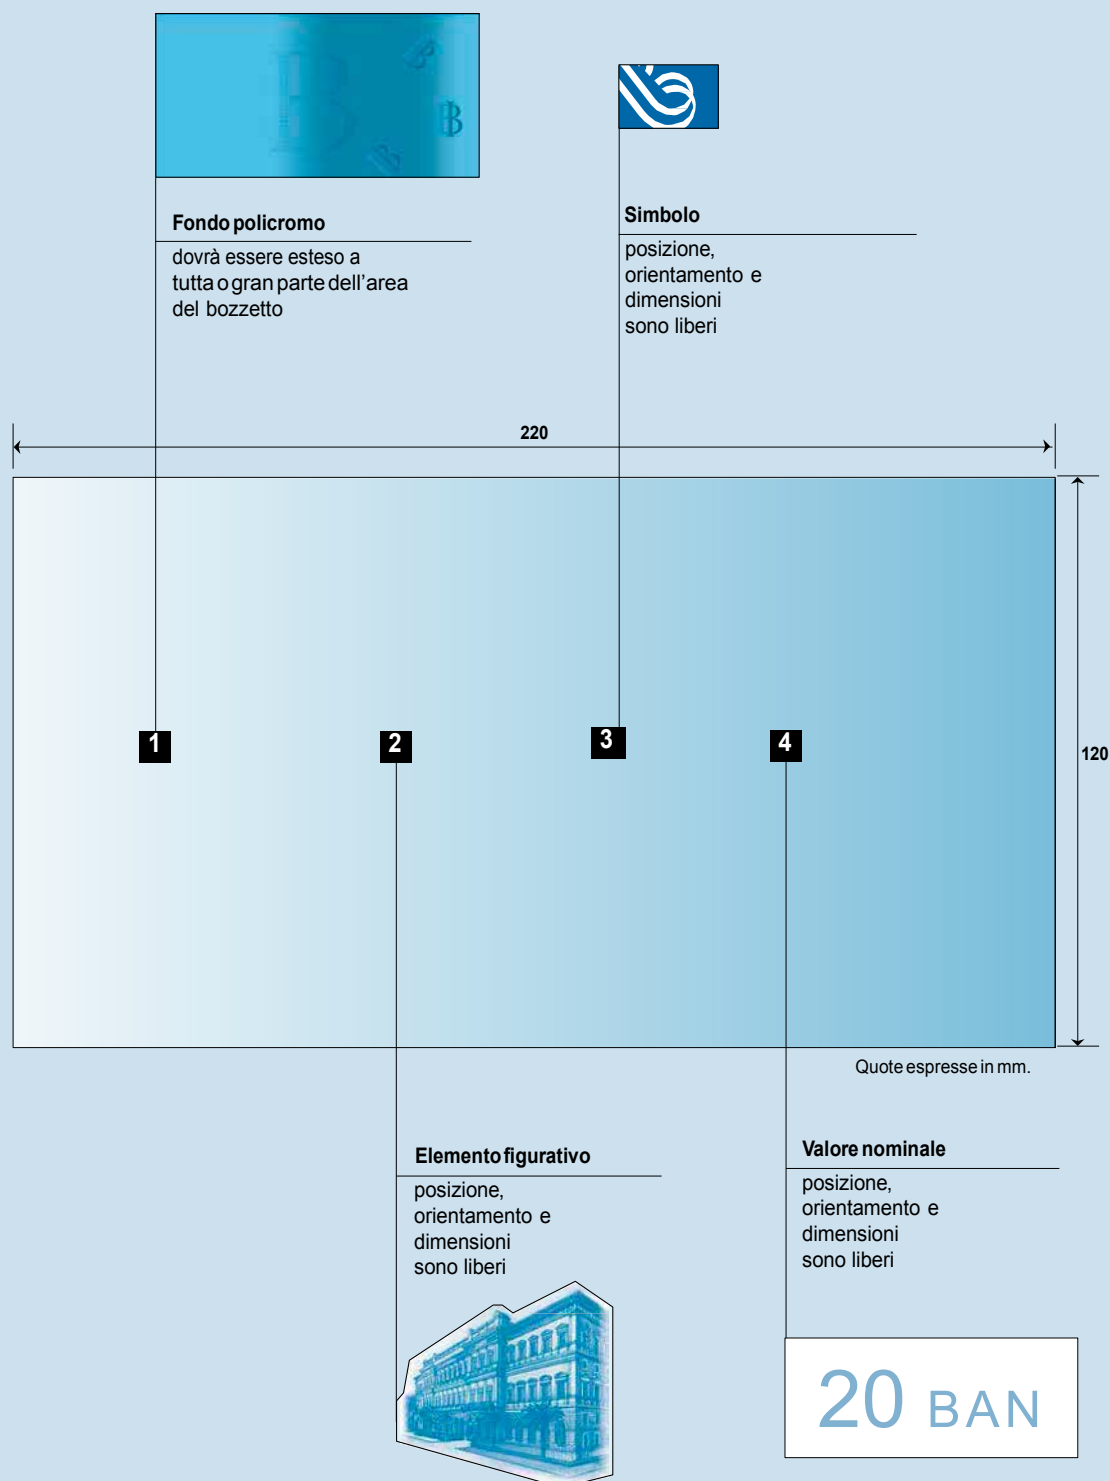 B
B
B
B
Fondo policromo
dovrà essere esteso a
tutta o gran parte dell’area
del bozzetto
Simbolo
posizione,
orientamento e
dimensioni
sono liberi
220
1
2
3
4
120
Quote espresse in mm.
Elemento figurativo
posizione,
orientamento e
dimensioni
sono liberi
Valore nominale
posizione,
orientamento e
dimensioni
sono liberi
20 BAN